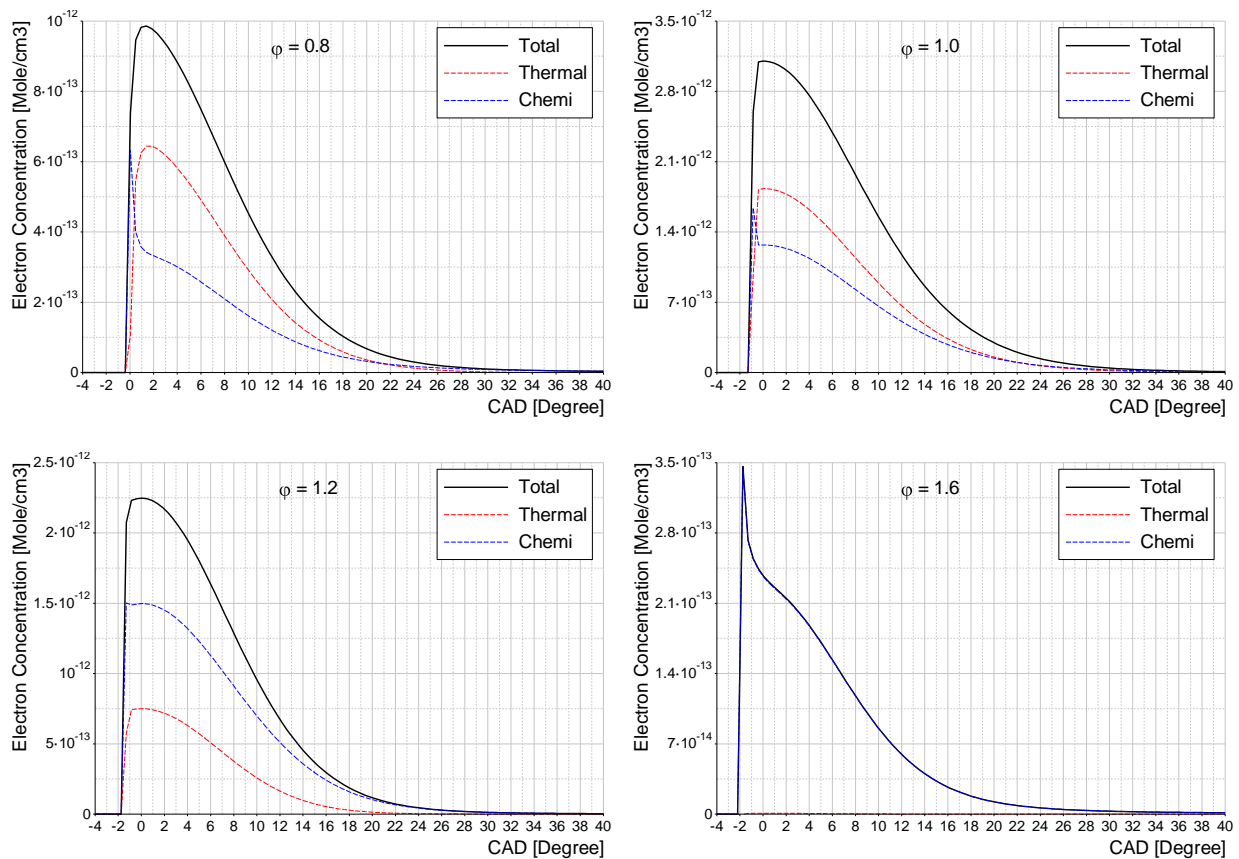 10-12
φ = 0.8
Total
Thermal
Chemi
8·10-13
6·10-13
4·10-13
2·10-13
0
Electron Concentration [Mole/cm3]
-4 -2 0 2 4 6 8 10 12 14 16 18 20 22 24 26 28 30 32 34 36 38 40
CAD [Degree]
3.5·10-12
φ = 1.0
Total
Thermal
Chemi
2.8·10-12
2.1·10-12
1.4·10-12
7·10-13
0
Electron Concentration [Mole/cm3]
-4 -2 0 2 4 6 8 10 12 14 16 18 20 22 24 26 28 30 32 34 36 38 40
CAD [Degree]
2.5·10-12
φ = 1.2
Total
Thermal
Chemi
2·10-12
1.5·10-12
10-12
5·10-13
0
Electron Concentration [Mole/cm3]
-4 -2 0 2 4 6 8 10 12 14 16 18 20 22 24 26 28 30 32 34 36 38 40
CAD [Degree]
3.5·10-13
φ = 1.6
Total
Thermal
Chemi
2.8·10-13
2.1·10-13
1.4·10-13
7·10-14
0
Electron Concentration [Mole/cm3]
-4 -2 0 2 4 6 8 10 12 14 16 18 20 22 24 26 28 30 32 34 36 38 40
CAD [Degree]